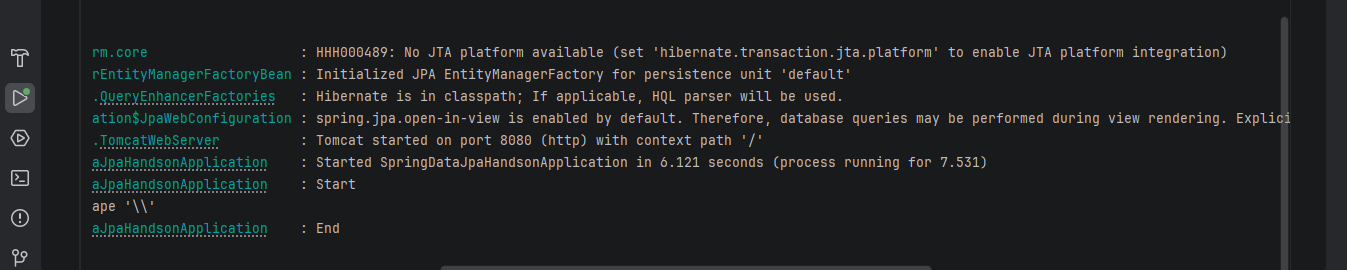 rm.core : HHH000489: No JTA platform available (set 'hibernate.transaction.jta.platform' to enable JTA platform integration)
rEntityManagerFactoryBean : Initialized JPA EntityManagerFactory for persistence unit 'default'
.QueryEnhancerFactories : Hibernate is in classpath; If applicable, HQL parser will be used.
ation$JpaWebConfiguration : spring.jpa.open-in-view is enabled by default. Therefore, database queries may be performed during view rendering. Explici
.TomcatWebServer : Tomcat started on port 8080 (http) with context path '/'
aJpaHandsonApplication : Started SpringDataJpaHandsonApplication in 6.121 seconds (process running for 7.531)
aJpaHandsonApplication : Start
ape '\\'
aJpaHandsonApplication : End